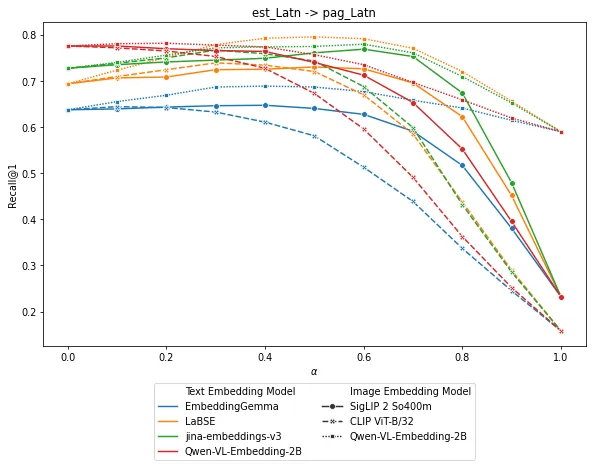 est_Latn -> pag_Latn
0.8
0.7
0.6
0.5
0.4
0.3
0.2
Recall@1
0.0 0.2 0.4 0.6 0.8 1.0
α
Text Embedding Model Image Embedding Model
EmbeddingGemma SigLIP 2 So400m
LaBSE CLIP ViT-B/32
jina-embeddings-v3 Qwen-VL-Embedding-2B
Qwen-VL-Embedding-2B